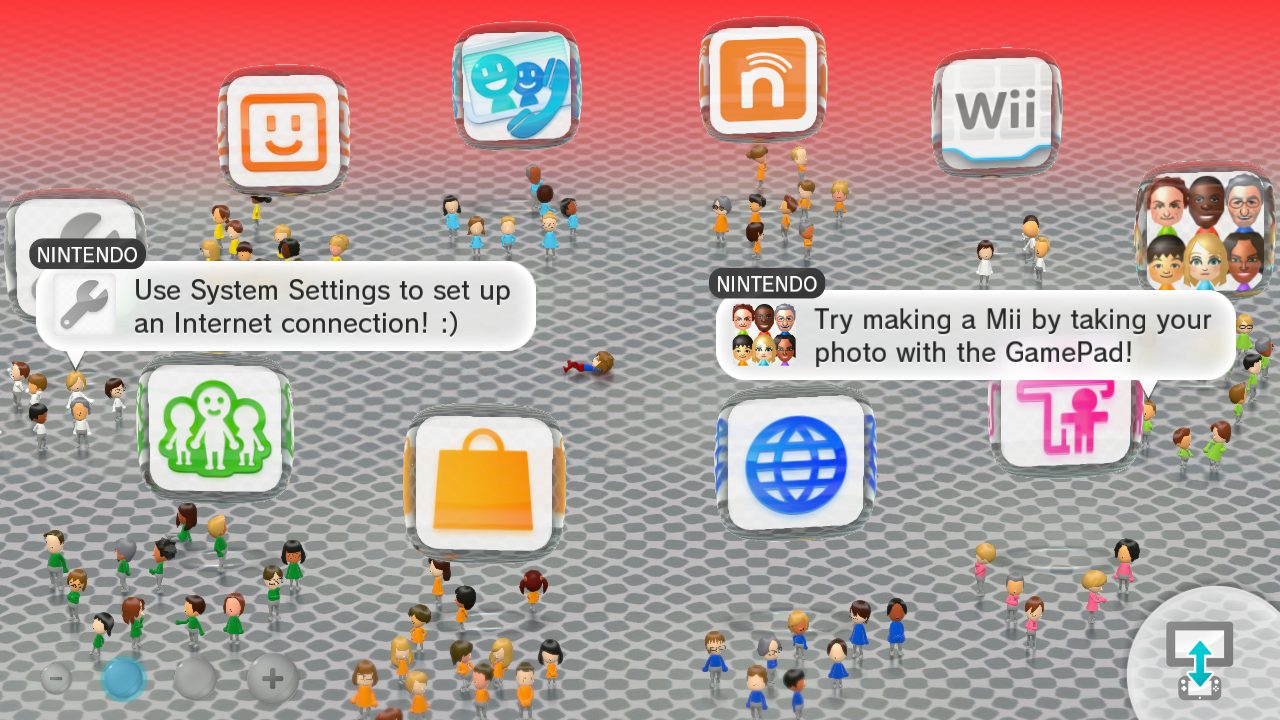 Wii
NINTENDO
Use System Settings to set up
an Internet connection! :)
NINTENDO
Try making a Mii by taking your
photo with the GamePad!